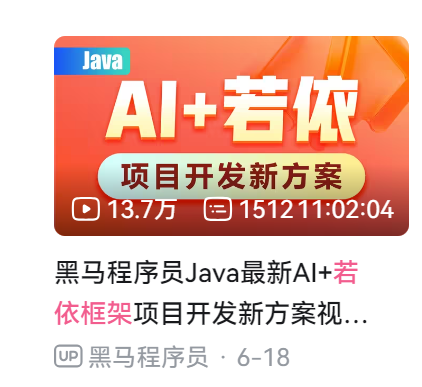 Java
AI+若依
项目开发新方案
13.7万 1512 11:02:04
黑马程序员Java最新AI+若
依框架项目开发新方案视...
UP 黑马程序员 · 6-18